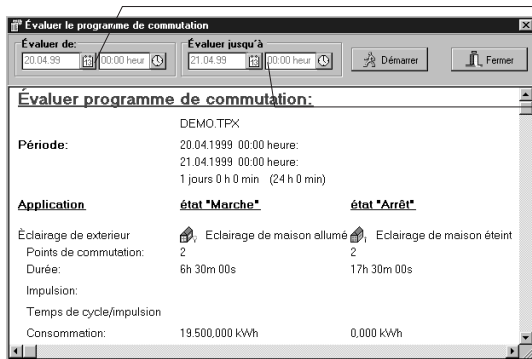 Évaluer le programme de commutation
Évaluer de: Évaluer jusqu'à
20.04.99 00:00 heur 21.04.99 00:00 heur Démarrer Fermer
Évaluer programme de commutation:
DEMO.TPX
Période: 20.04.1999 00:00 heure:
21.04.1999 00:00 heure:
1 jours 0 h 0 min (24 h 0 min)
Application état "Marche" état "Arrêt"
Èclairage de exterieur Eclairage de maison allumé Eclairage de maison éteint
Points de commutation: 2 2
Durée: 6h 30m 00s 17h 30m 00s
Impulsion:
Temps de cycle/impulsion
Consommation: 19.500,000 kWh 0,000 kWh